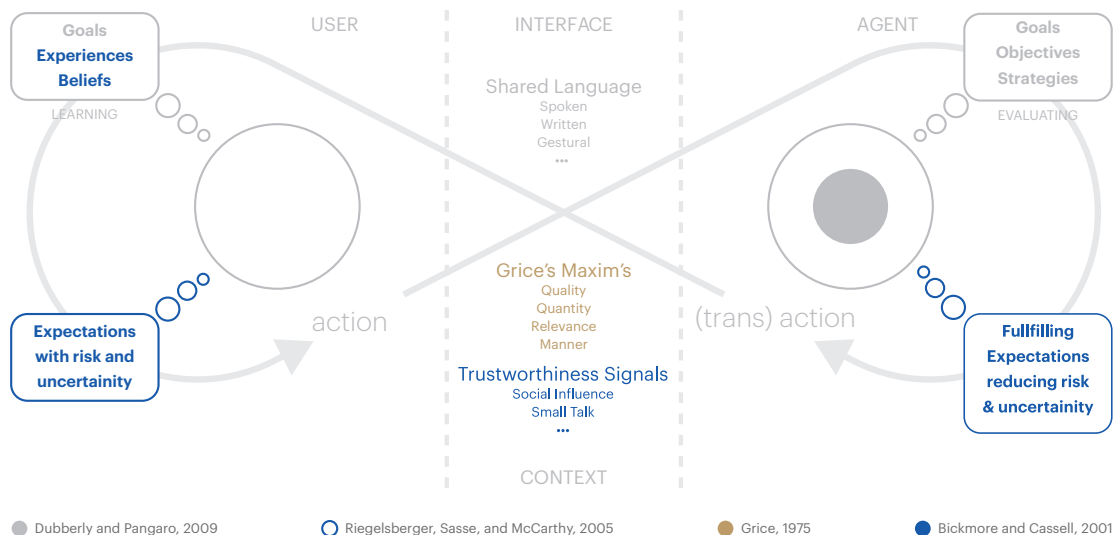 USER
INTERFACE
AGENT
Goals
Experiences
Beliefs
LEARNING
Shared Language
Spoken
Written
Gestural
...
Goals
Objectives
Strategies
EVALUATING
Expectations
with risk and
uncertainity
action
Grice's Maxim's
Quality
Quantity
Relevance
Manner
Trustworthiness Signals
Social Influence
Small Talk
...
(trans) action
Fullfilling
Expectations
reducing risk
& uncertainity
CONTEXT
Dubberly and Pangaro, 2009
Riegelsberger, Sasse, and McCarthy, 2005
Grice, 1975
Bickmore and Cassell, 2001